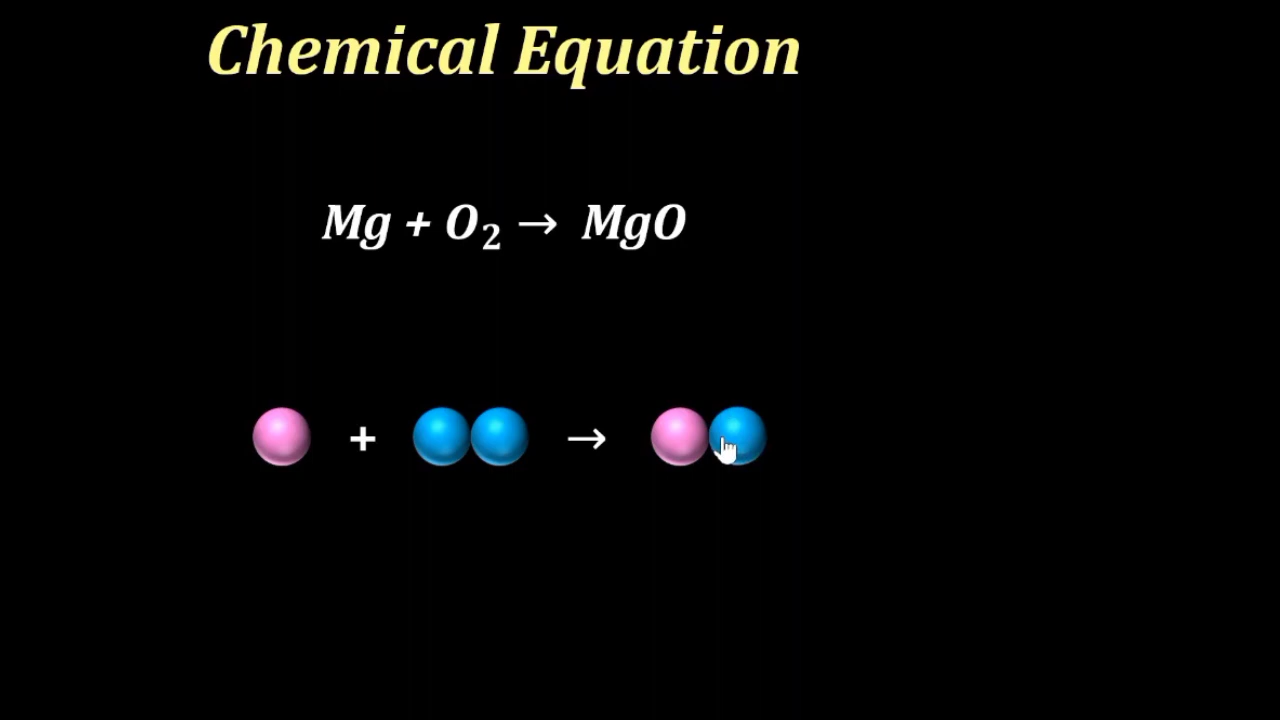 Chemical Equation
Mg + O₂ → MgO
+ →